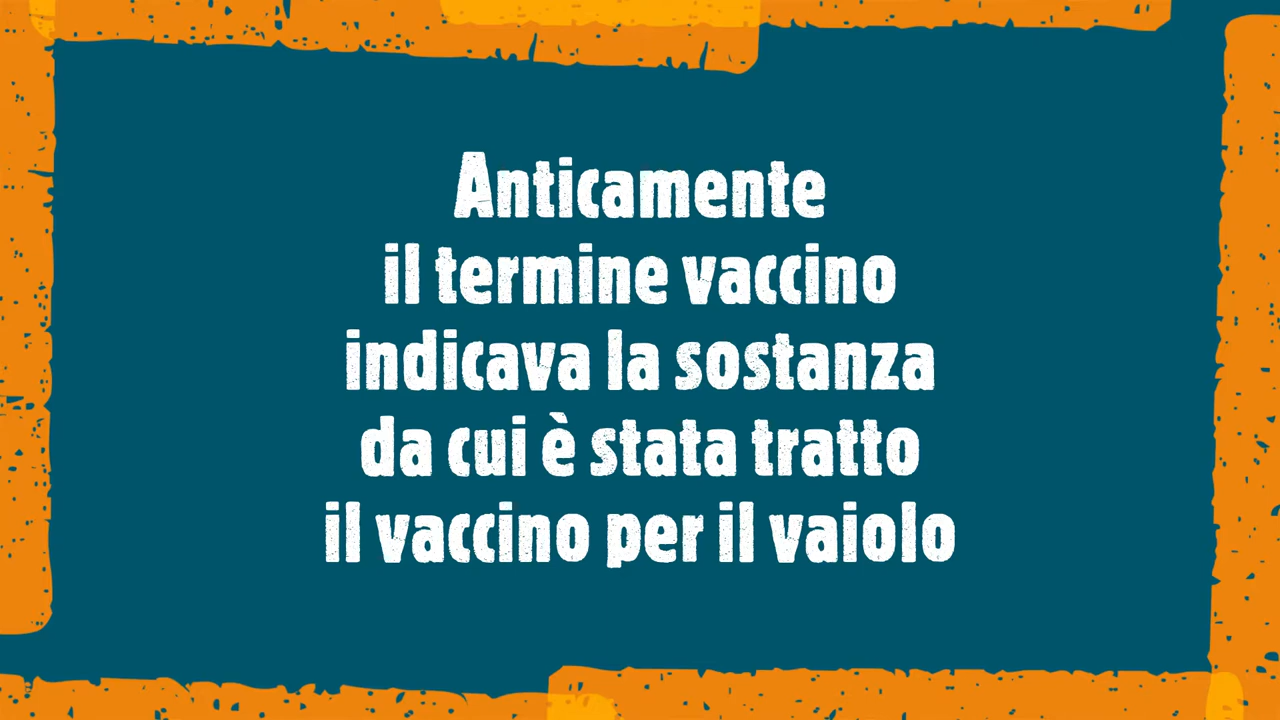 Anticamente
il termine vaccino
indicava la sostanza
da cui è stata tratto
il vaccino per il vaiolo